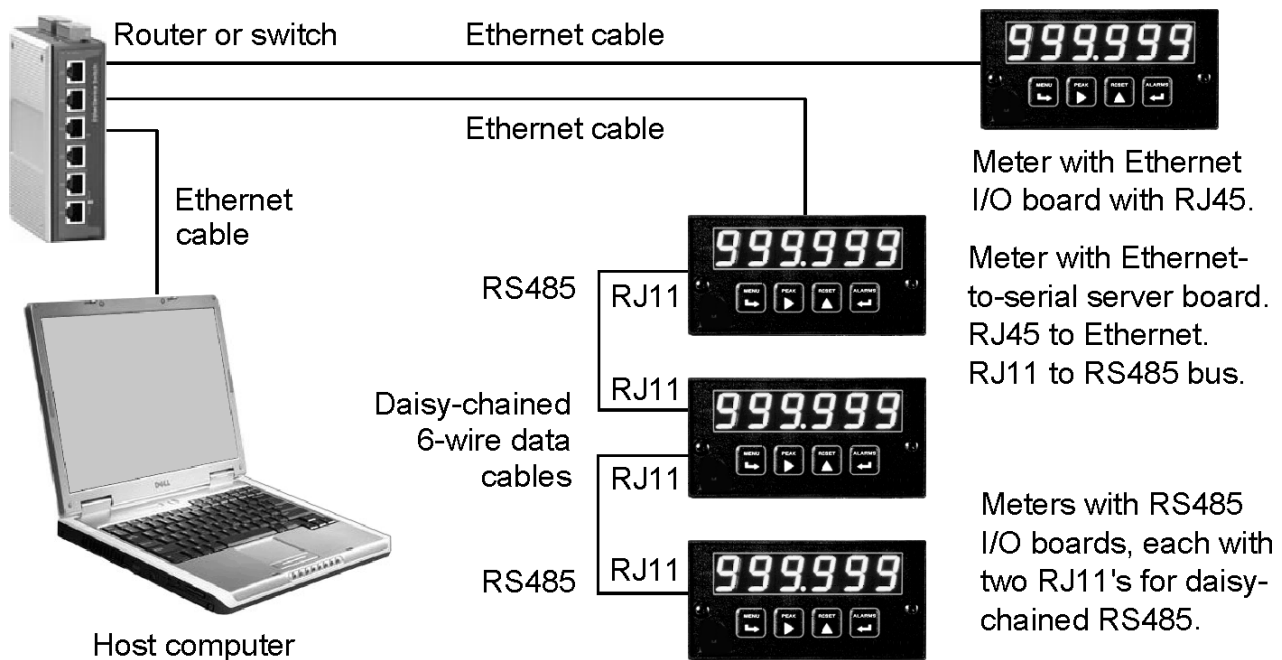 Router or switch
Ethernet cable
999.999
MENU PEAK RESET ALARMS
Ethernet cable
Meter with Ethernet
I/O board with RJ45.
Ethernet
cable
999.999
MENU PEAK RESET ALARMS
RS485
RJ11
Meter with Ethernet-
to-serial server board.
RJ45 to Ethernet.
RJ11 to RS485 bus.
RJ11
999.999
MENU PEAK RESET ALARMS
Daisy-chained
6-wire data
cables
RJ11
DELL
Meters with RS485
I/O boards, each with
two RJ11's for daisy-
chained RS485.
RS485
RJ11
999.999
MENU PEAK RESET ALARMS
Host computer